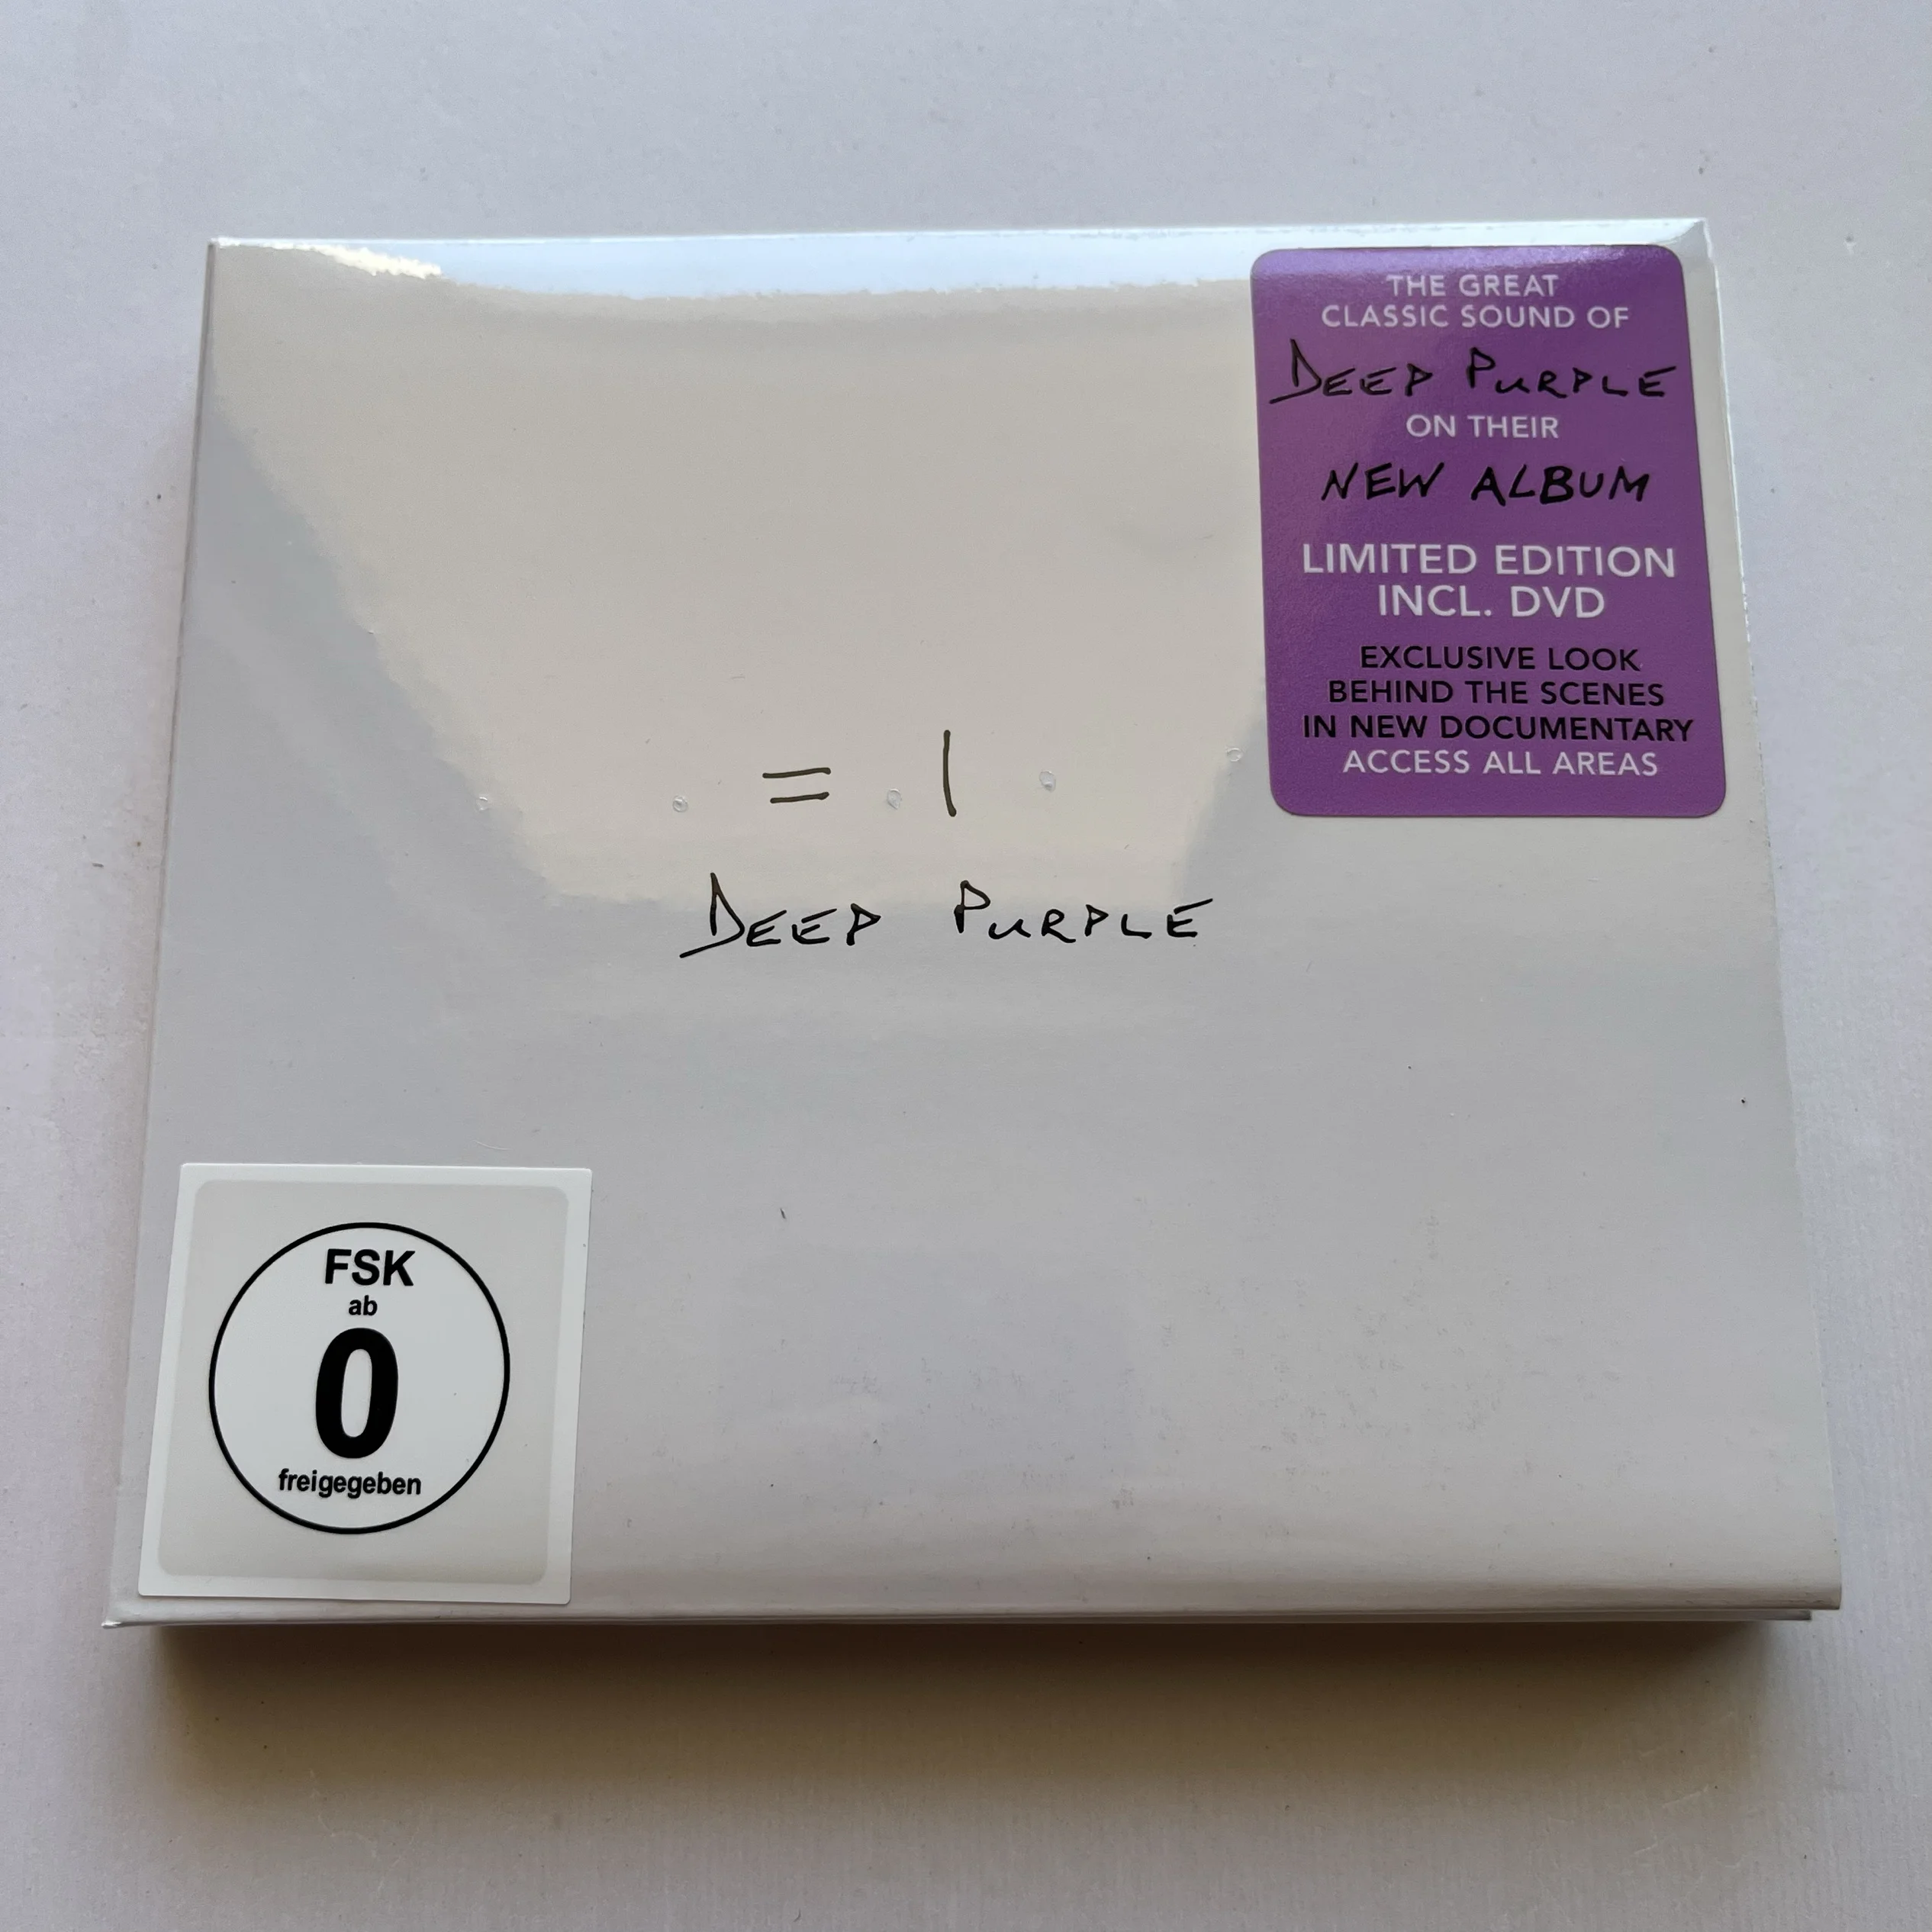 THE GREAT
CLASSIC SOUND OF
DEEP PURPLE
ON THEIR
NEW ALBUM
LIMITED EDITION
INCL. DVD
EXCLUSIVE LOOK
BEHIND THE SCENES
IN NEW DOCUMENTARY
ACCESS ALL AREAS
= 1
DEEP PURPLE
FSK
ab
0
freigegeben